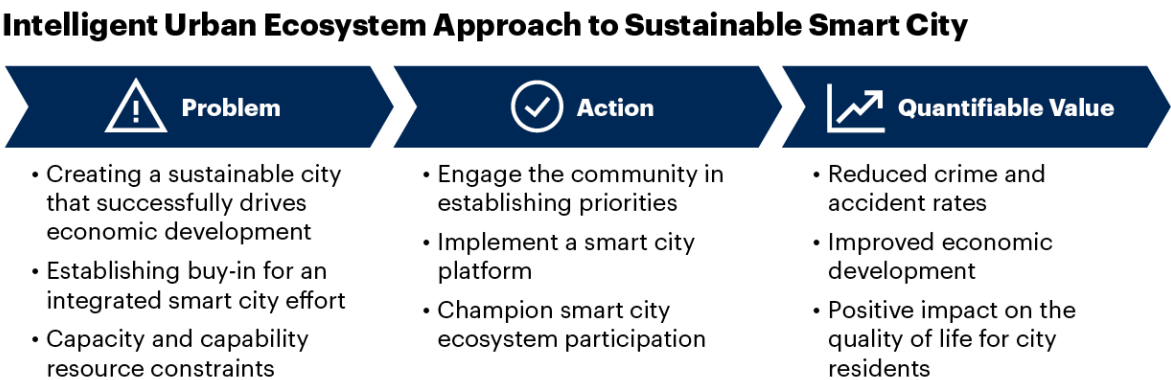 Intelligent Urban Ecosystem Approach to Sustainable Smart City
Problem
• Creating a sustainable city
that successfully drives
economic development
• Establishing buy-in for an
integrated smart city effort
• Capacity and capability
resource constraints
Action
• Engage the community in
establishing priorities
• Implement a smart city
platform
• Champion smart city
ecosystem participation
Quantifiable Value
• Reduced crime and
accident rates
• Improved economic
development
• Positive impact on the
quality of life for city
residents